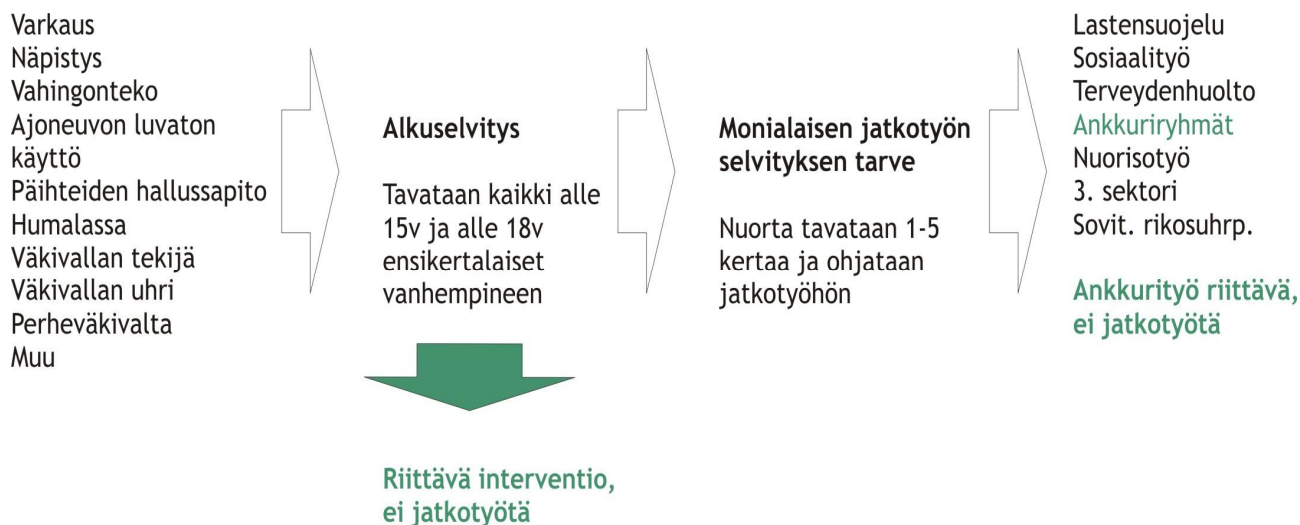 Varkaus
Näpistys
Vahingonteko
Ajoneuvon luvaton
käyttö
Päihteiden hallussapito
Humalassa
Väkivallan tekijä
Väkivallan uhri
Perheväkivalta
Muu
Alkuselvitys
Tavataan kaikki alle
15v ja alle 18v
ensikertalaiset
vanhempineen
Riittävä interventio,
ei jatkotyötä
Monialaisen jatkotyön
selvityksen tarve
Nuorta tavataan 1-5
kertaa ja ohjataan
jatkotyöhön
Lastensuojelu
Sosiaalityö
Terveydenhuolto
Ankkuriryhmät
Nuorisotyö
3. sektori
Sovit. rikosuhrp.
Ankkurityö riittävä,
ei jatkotyötä